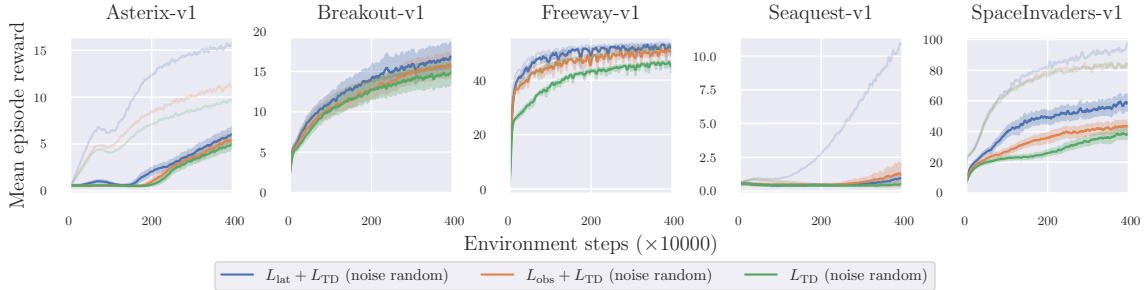 Asterix-v1 Breakout-v1 Freeway-v1 Seaquest-v1 SpaceInvaders-v1
Mean episode reward
15
10
5
0
0 200 400
20
15
10
5
0
0 200 400
40
20
0
0 200 400
10.0
7.5
5.0
2.5
0.0
0 200 400
100
80
60
40
20
0
0 200 400
Environment steps (×10000)
L_lat + L_TD (noise random) L_obs + L_TD (noise random) L_TD (noise random)